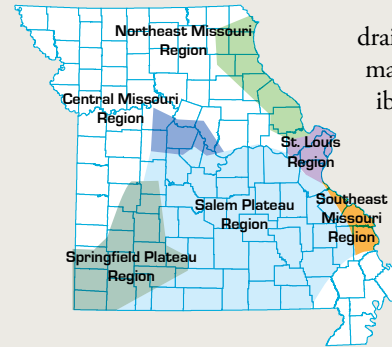 Northeast Missouri
Region
Central Missouri
Region
St. Louis
Region
Salem Plateau
Region
Southeast
Missouri
Region
Springfield Plateau
Region
drai
ma
ib